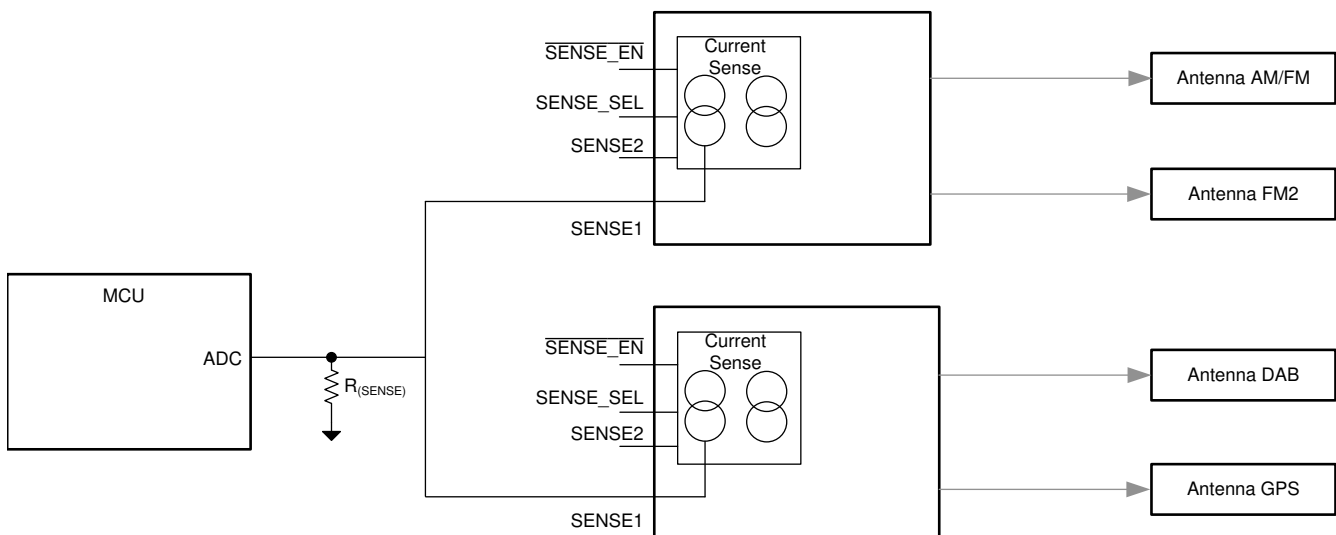 SENSE_EN
Current
Sense
SENSE_SEL
SENSE2
SENSE1
Antenna AM/FM
Antenna FM2
MCU
ADC
R(SENSE)
SENSE_EN
Current
Sense
SENSE_SEL
SENSE2
SENSE1
Antenna DAB
Antenna GPS